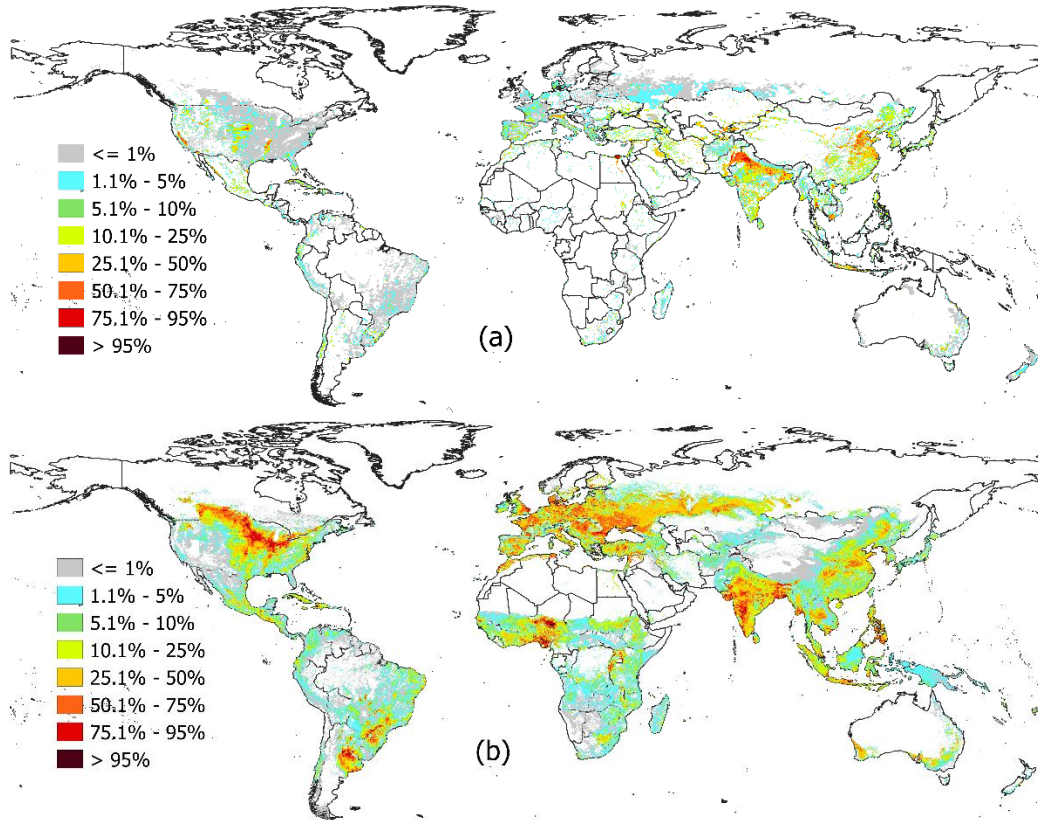 <= 1%
1.1% - 5%
5.1% - 10%
10.1% - 25%
25.1% - 50%
50.1% - 75%
75.1% - 95%
> 95%
(a)
<= 1%
1.1% - 5%
5.1% - 10%
10.1% - 25%
25.1% - 50%
50.1% - 75%
75.1% - 95%
> 95%
(b)